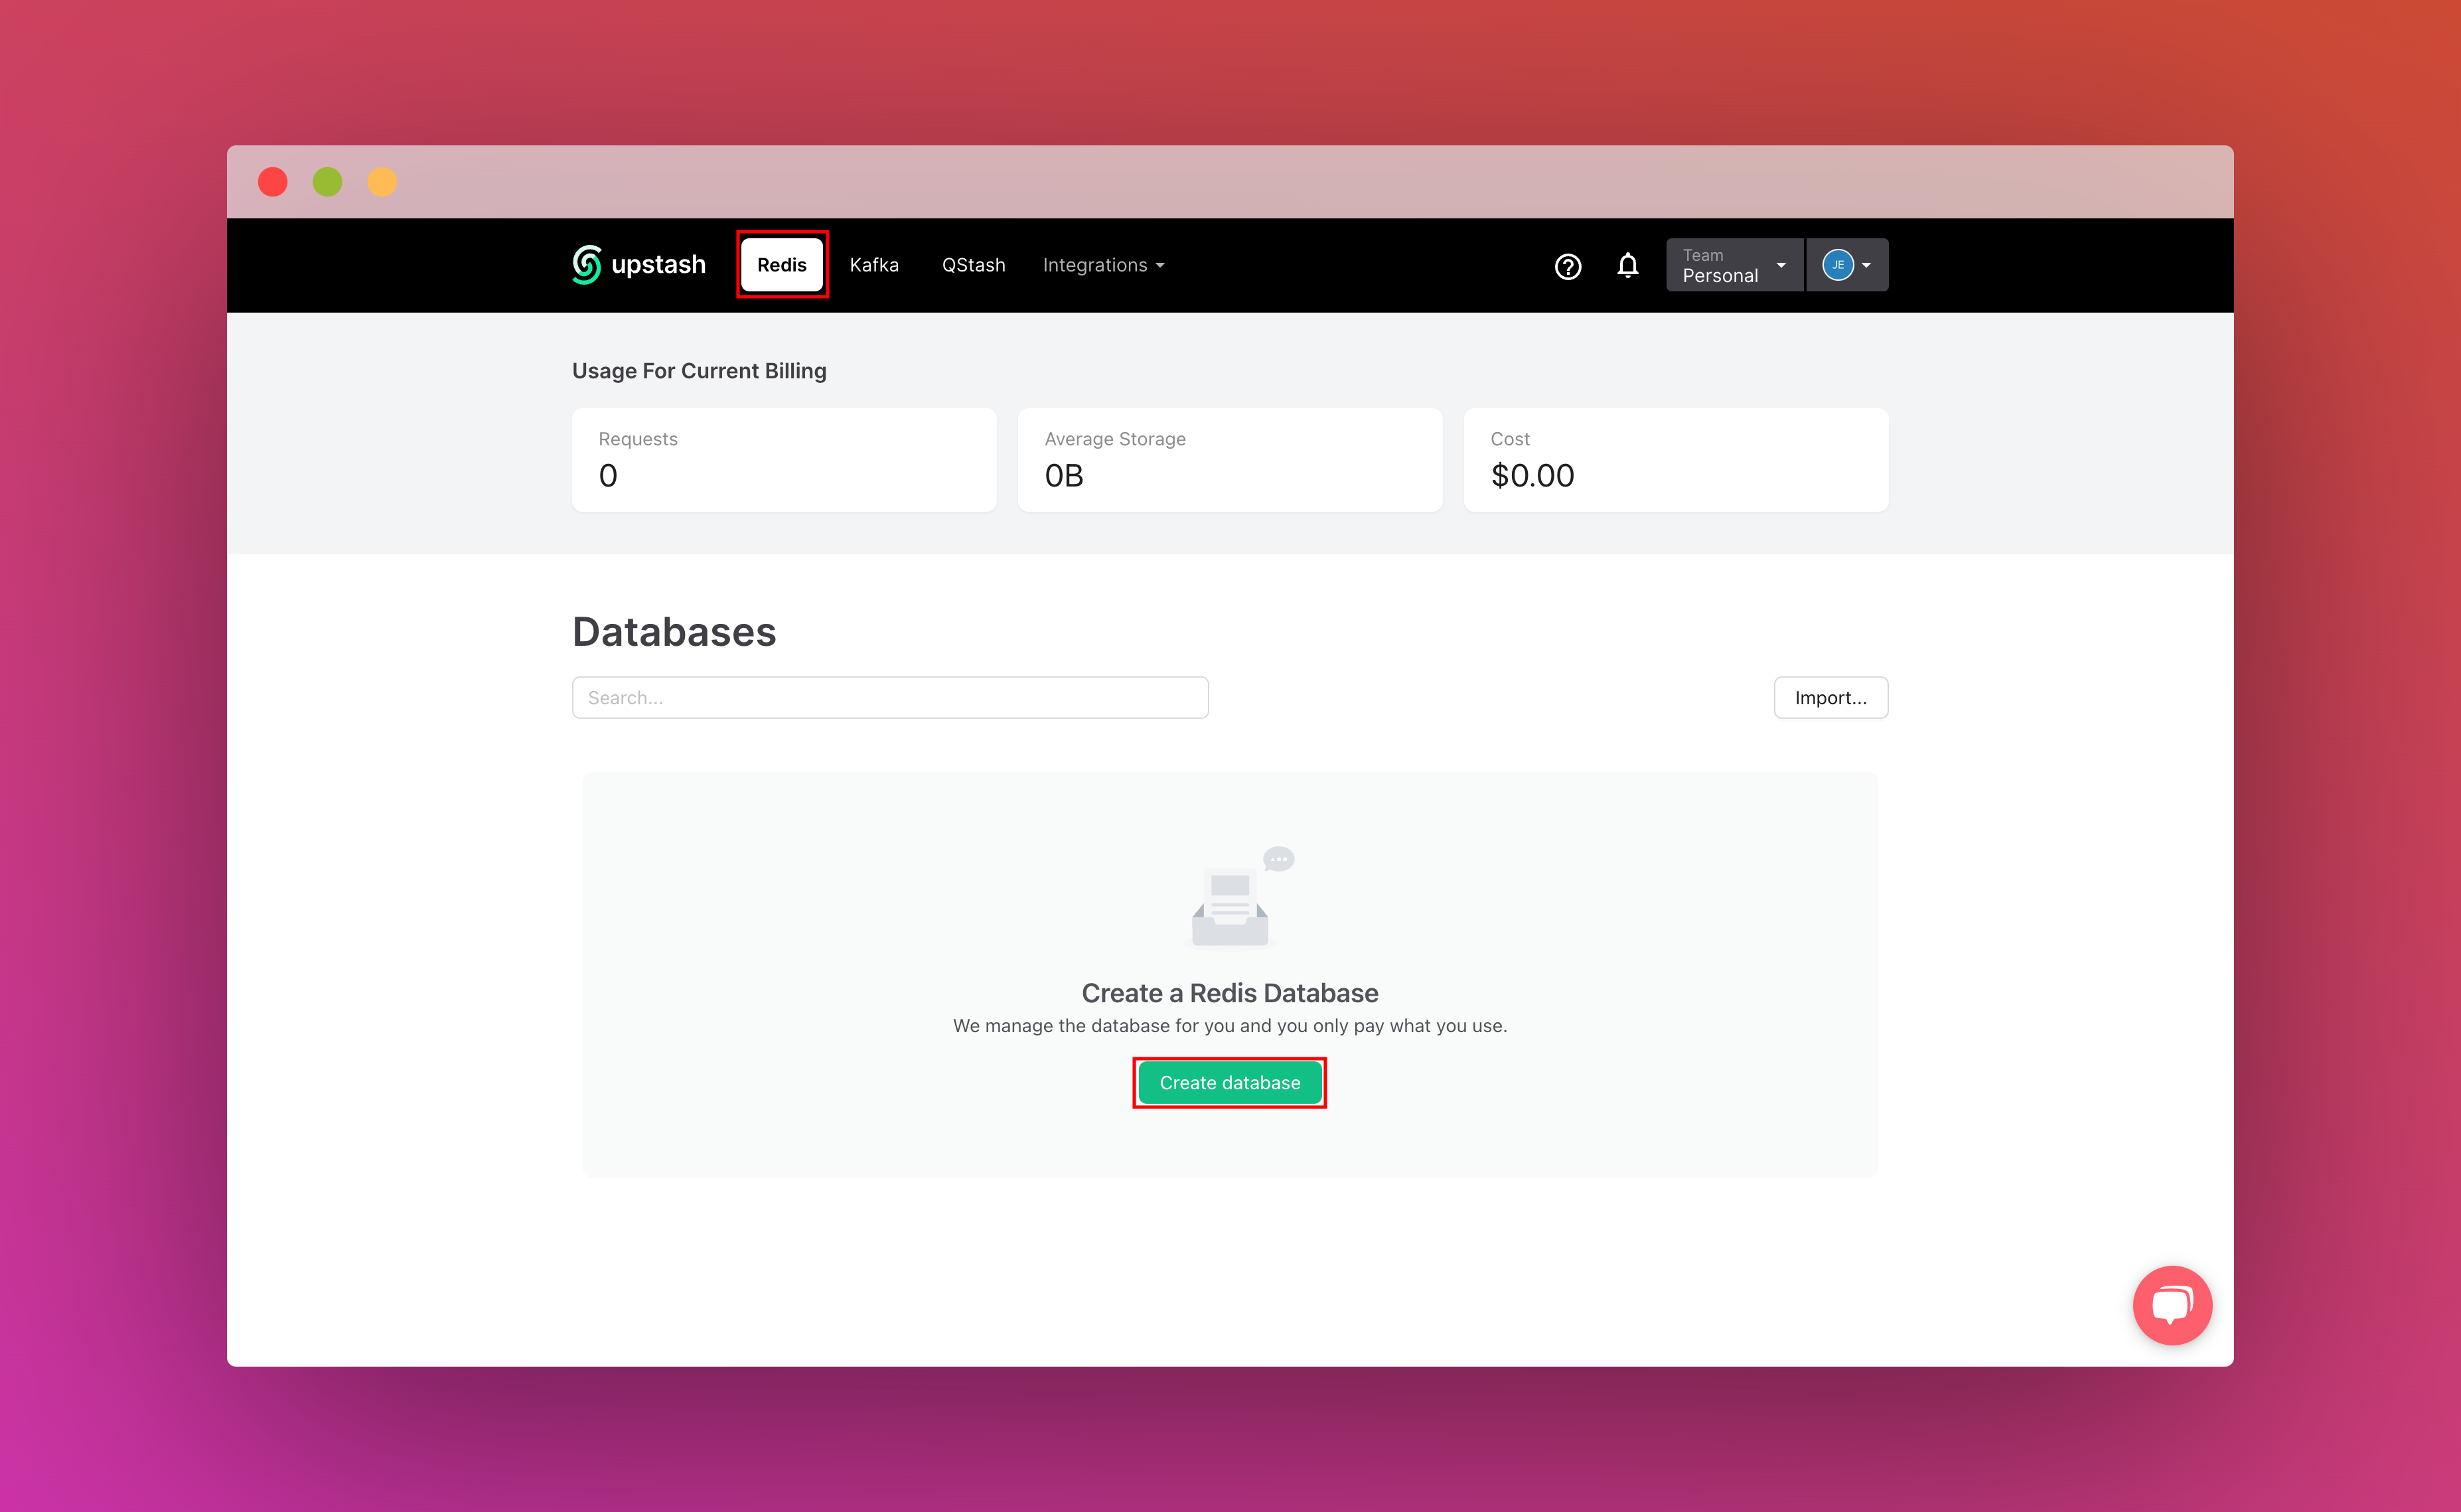 upstash
Redis
Kafka
QStash
Integrations
Team
Personal
JE
Usage For Current Billing
Requests
0
Average Storage
0B
Cost
$0.00
Databases
Search...
Import...
Create a Redis Database
We manage the database for you and you only pay what you use.
Create database